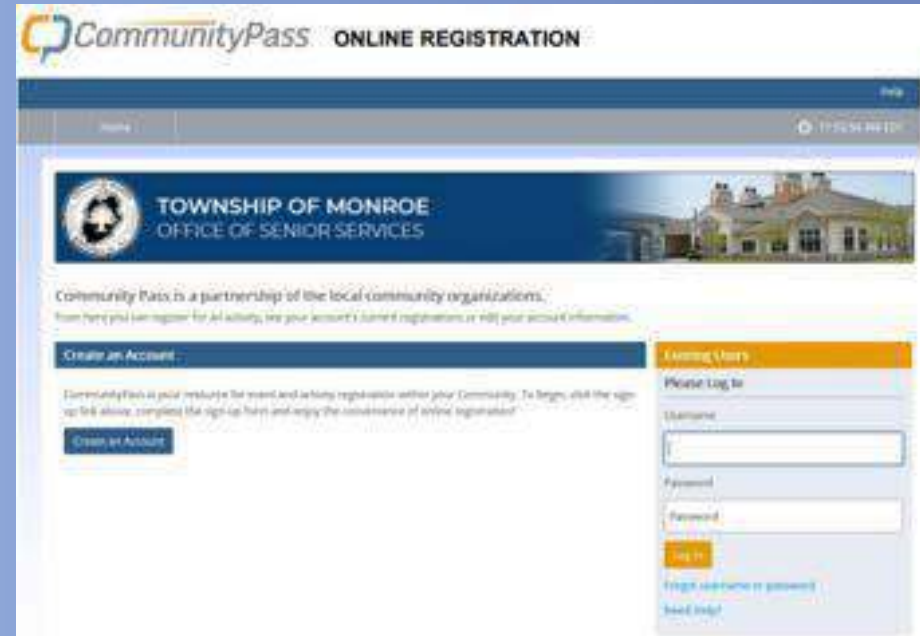 CommunityPass ONLINE REGISTRATION
Help
Home
TOWNSHIP OF MONROE
OFFICE OF SENIOR SERVICES
Community Pass is a partnership of the local community organizations.
From here you can register for an activity, see your account's current registrations or edit your account information.
Create an Account
Existing Users
Please Log In
CommunityPass is your resource for event and activity registration within your Community. To begin, click the sign-
up link above, complete the sign-up form and enjoy the convenience of online registration!
Create an Account
Username
Password
Password
Log In
Forgot username or password
Need Help?